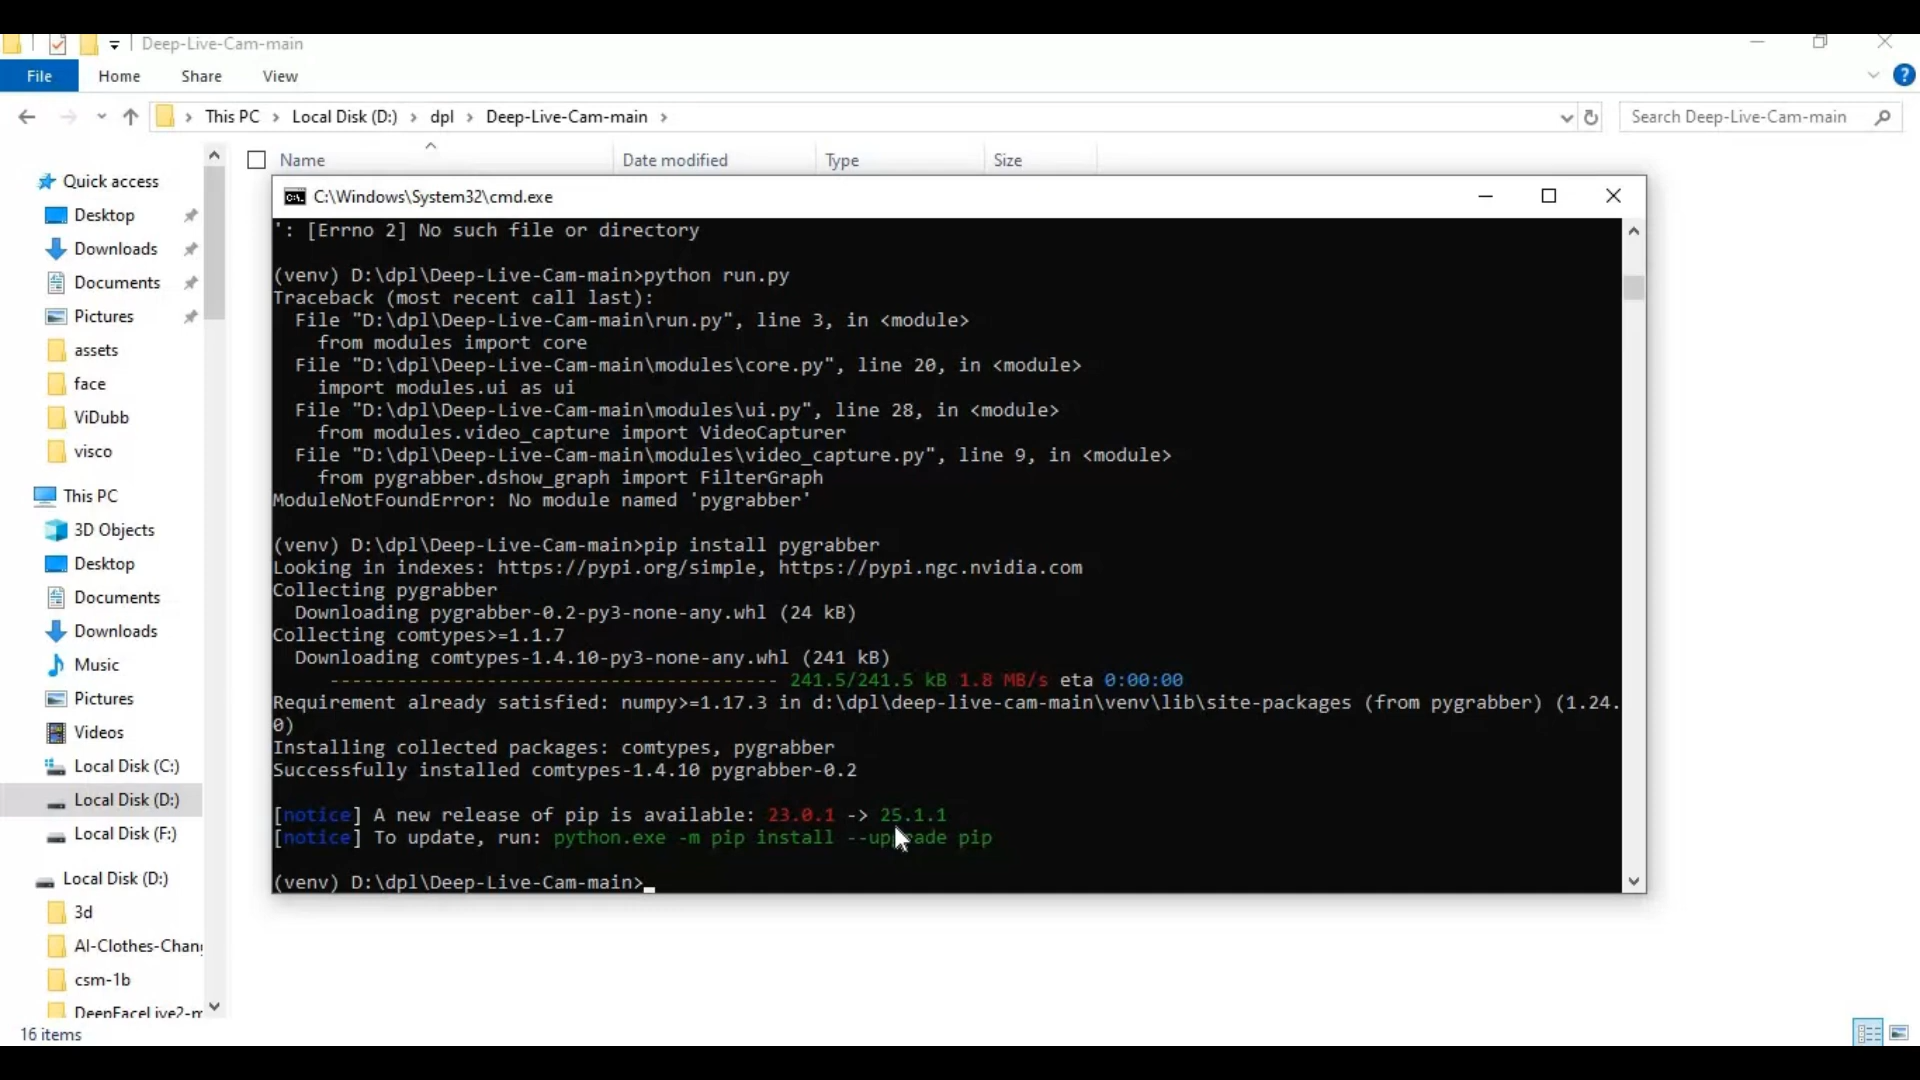 Deep-Live-Cam-main
File Home Share View
This PC Local Disk (D:) dpl Deep-Live-Cam-main
Search Deep-Live-Cam-main
Name Date modified Type Size
Quick access
Desktop
Downloads
Documents
Pictures
assets
face
ViDubb
visco
This PC
3D Objects
Desktop
Documents
Downloads
Music
Pictures
Videos
Local Disk (C:)
Local Disk (D:)
Local Disk (F:)
Local Disk (D:)
3d
AI-Clothes-Chang
csm-1b
DeepFaceLive2-m
16 items
C:\Windows\System32\cmd.exe
': [Errno 2] No such file or directory
(venv) D:\dpl\Deep-Live-Cam-main>python run.py
Traceback (most recent call last):
File "D:\dpl\Deep-Live-Cam-main\run.py", line 3, in <module>
from modules import core
File "D:\dpl\Deep-Live-Cam-main\modules\core.py", line 20, in <module>
import modules.ui as ui
File "D:\dpl\Deep-Live-Cam-main\modules\ui.py", line 28, in <module>
from modules.video_capture import VideoCapturer
File "D:\dpl\Deep-Live-Cam-main\modules\video_capture.py", line 9, in <module>
from pygrabber.dshow_graph import FilterGraph
ModuleNotFoundError: No module named 'pygrabber'
(venv) D:\dpl\Deep-Live-Cam-main>pip install pygrabber
Looking in indexes: https://pypi.org/simple, https://pypi.ngc.nvidia.com
Collecting pygrabber
Downloading pygrabber-0.2-py3-none-any.whl (24 kB)
Collecting comtypes>=1.1.7
Downloading comtypes-1.4.10-py3-none-any.whl (241 kB)
---------------------------------------- 241.5/241.5 kB 1.8 MB/s eta 0:00:00
Requirement already satisfied: numpy>=1.17.3 in d:\dpl\deep-live-cam-main\venv\lib\site-packages (from pygrabber) (1.24.
0)
Installing collected packages: comtypes, pygrabber
Successfully installed comtypes-1.4.10 pygrabber-0.2
[notice] A new release of pip is available: 23.0.1 -> 25.1.1
[notice] To update, run: python.exe -m pip install --upgrade pip
(venv) D:\dpl\Deep-Live-Cam-main>